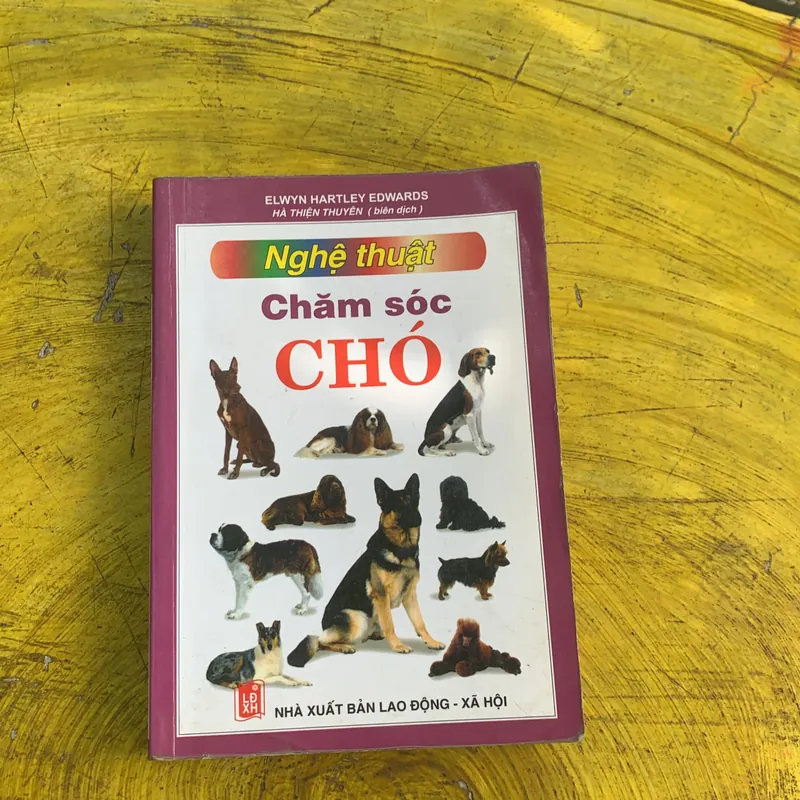 ELWYN HARTLEY EDWARDS
HÀ THIỆN THUYÊN ( biên dịch )
Nghệ thuật
Chăm sóc
CHÓ
LĐ
XH
NHÀ XUẤT BẢN LAO ĐỘNG - XÃ HỘI